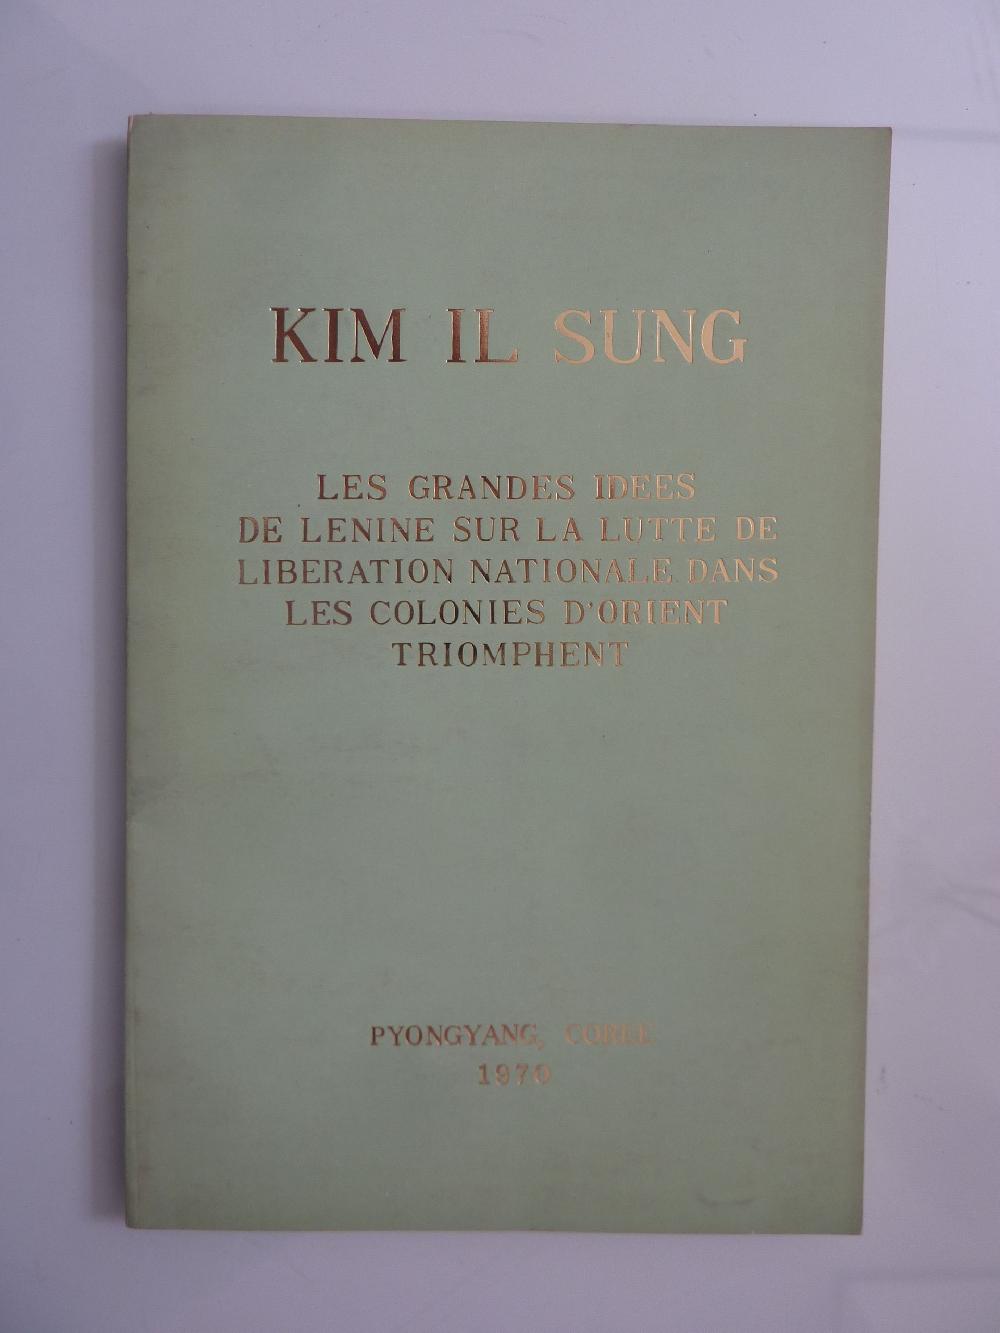 KIM IL SUNG
LES GRANDES IDEES
DE LENINE SUR LA LUTTE DE
LIBERATION NATIONALE DANS
LES COLONIES D'ORIENT
TRIOMPHENT
PYONGYANG, COREE
1970